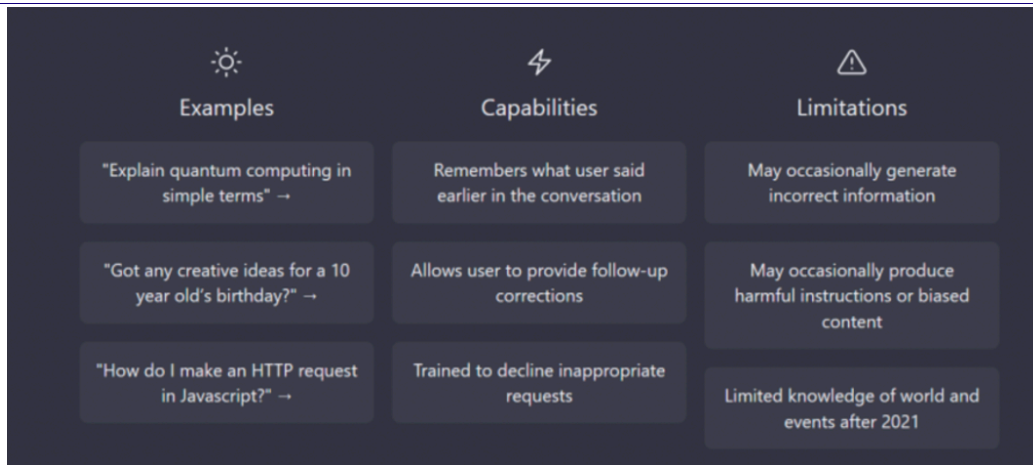 Examples
"Explain quantum computing in
simple terms" →
"Got any creative ideas for a 10
year old's birthday?" →
"How do I make an HTTP request
in Javascript?" →
Capabilities
Remembers what user said
earlier in the conversation
Allows user to provide follow-up
corrections
Trained to decline inappropriate
requests
Limitations
May occasionally generate
incorrect information
May occasionally produce
harmful instructions or biased
content
Limited knowledge of world and
events after 2021